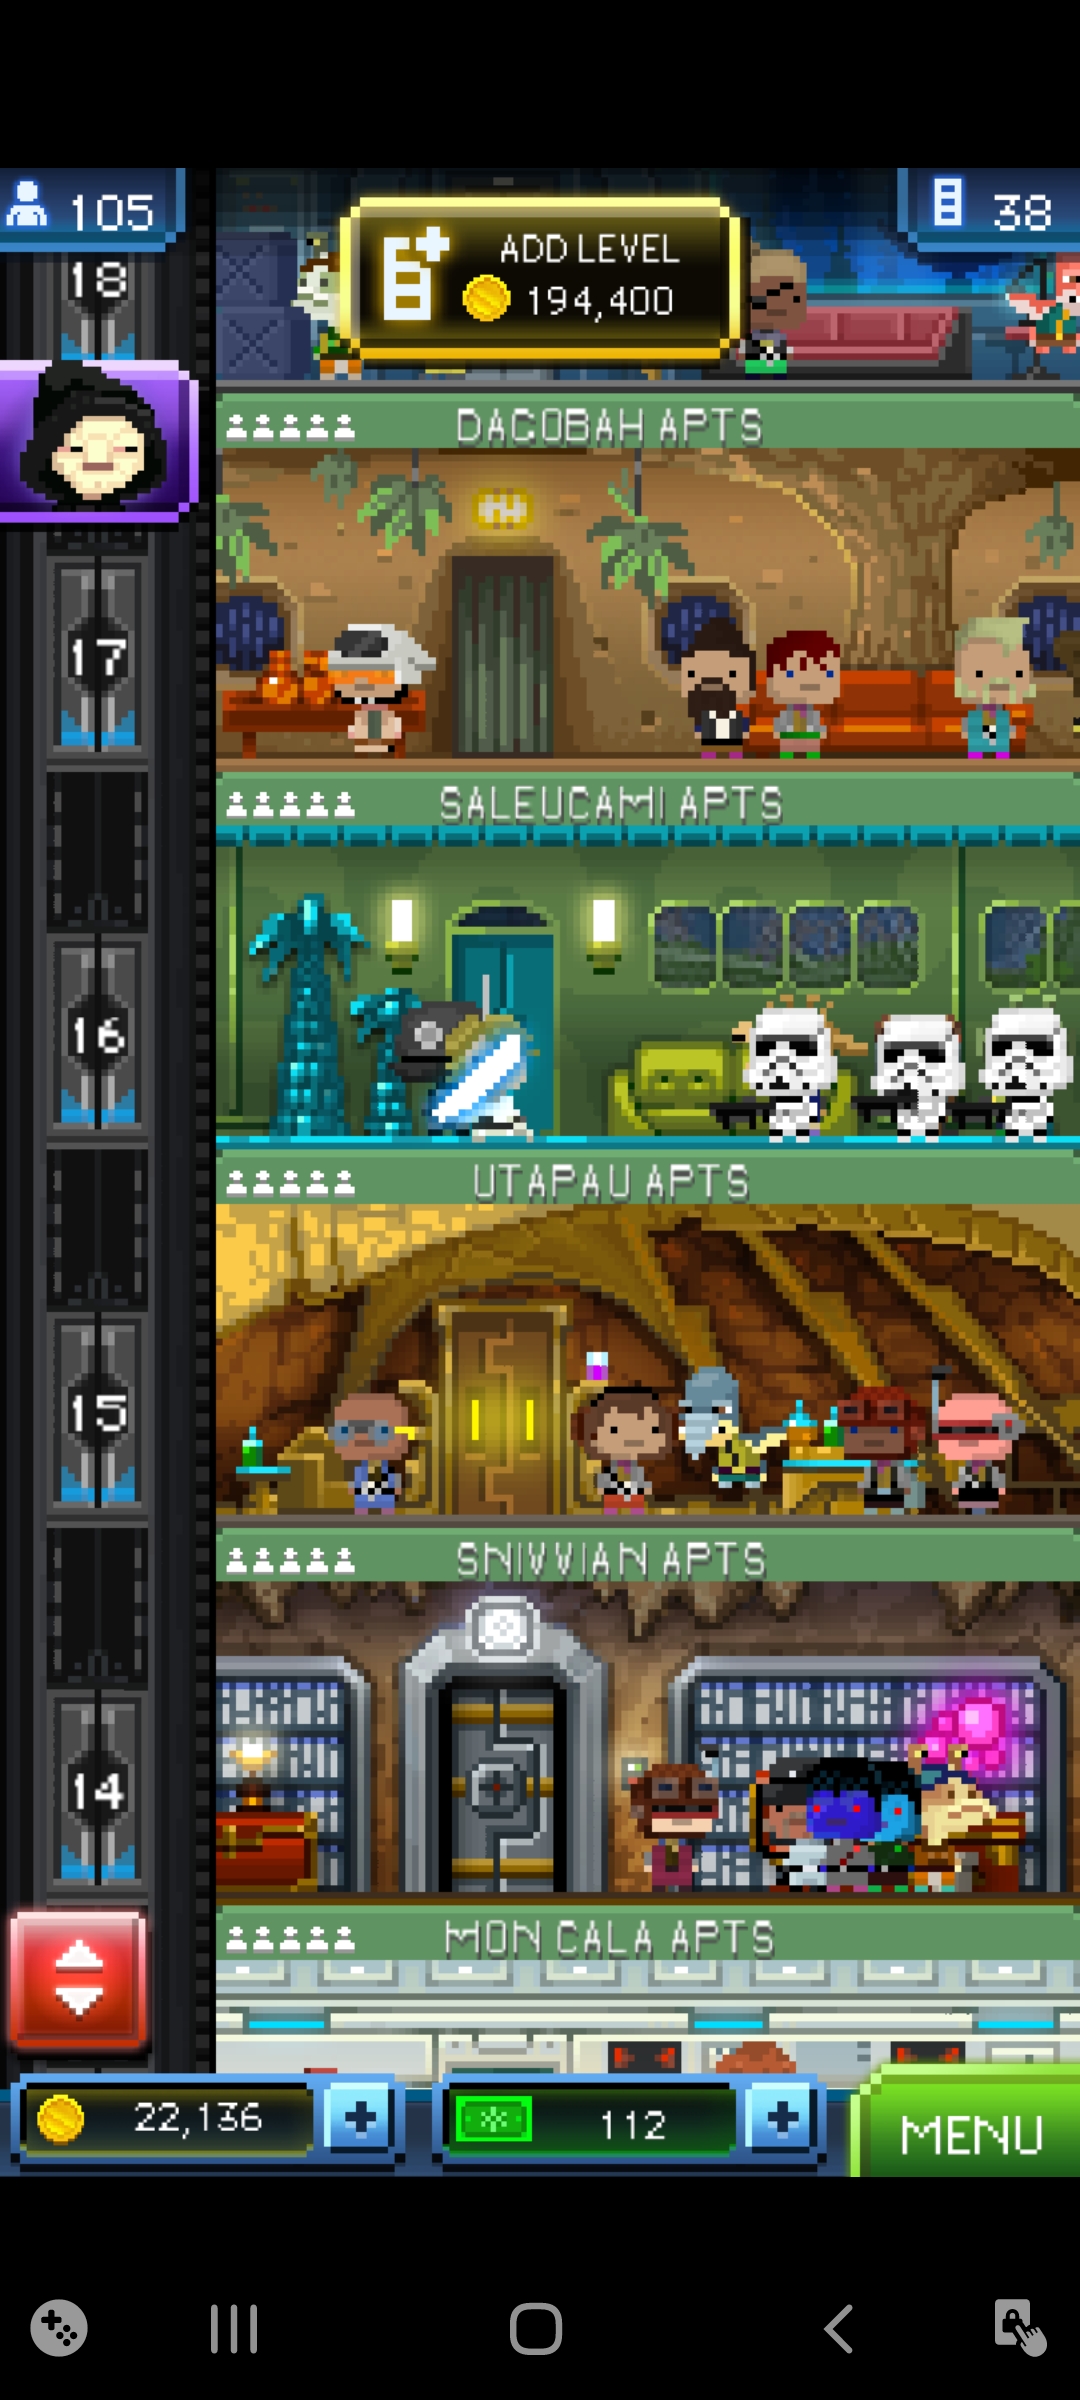 105
38
ADD LEVEL
194,400
18
DAGOBAH APTS
17
SALEUCAMI APTS
16
UTAPAU APTS
15
SNIVVIAN APTS
14
MON CALA APTS
22,136
112
MENU